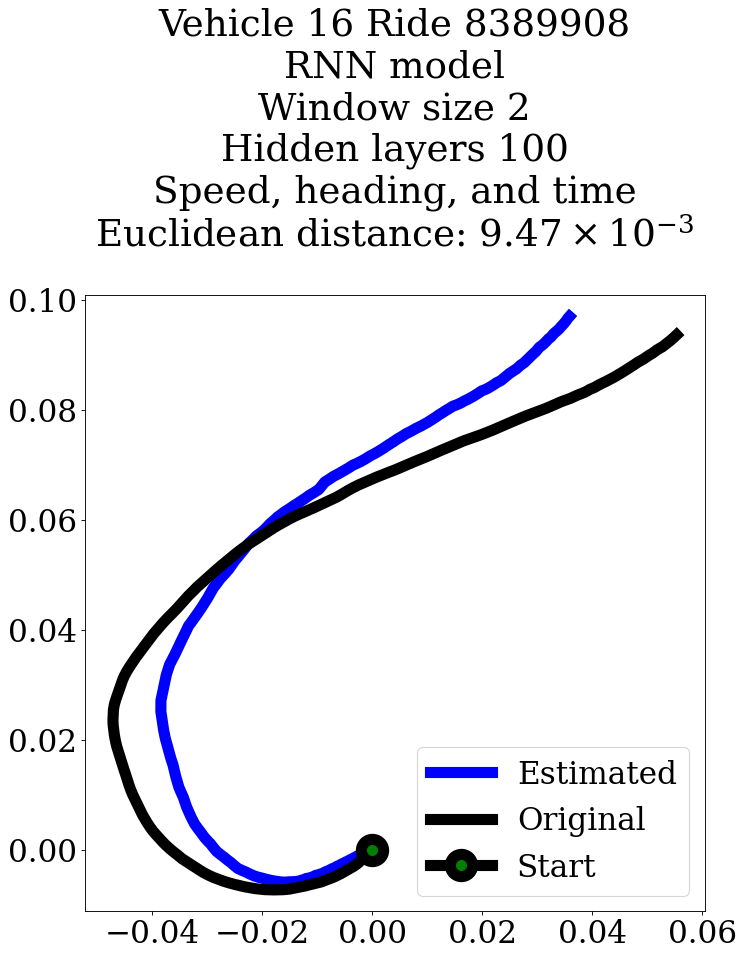 Vehicle 16 Ride 8389908
RNN model
Window size 2
Hidden layers 100
Speed, heading, and time
Euclidean distance: 9.47 × 10⁻³
0.10
0.08
0.06
0.04
0.02
0.00
Estimated
Original
Start
−0.04 −0.02 0.00 0.02 0.04 0.06